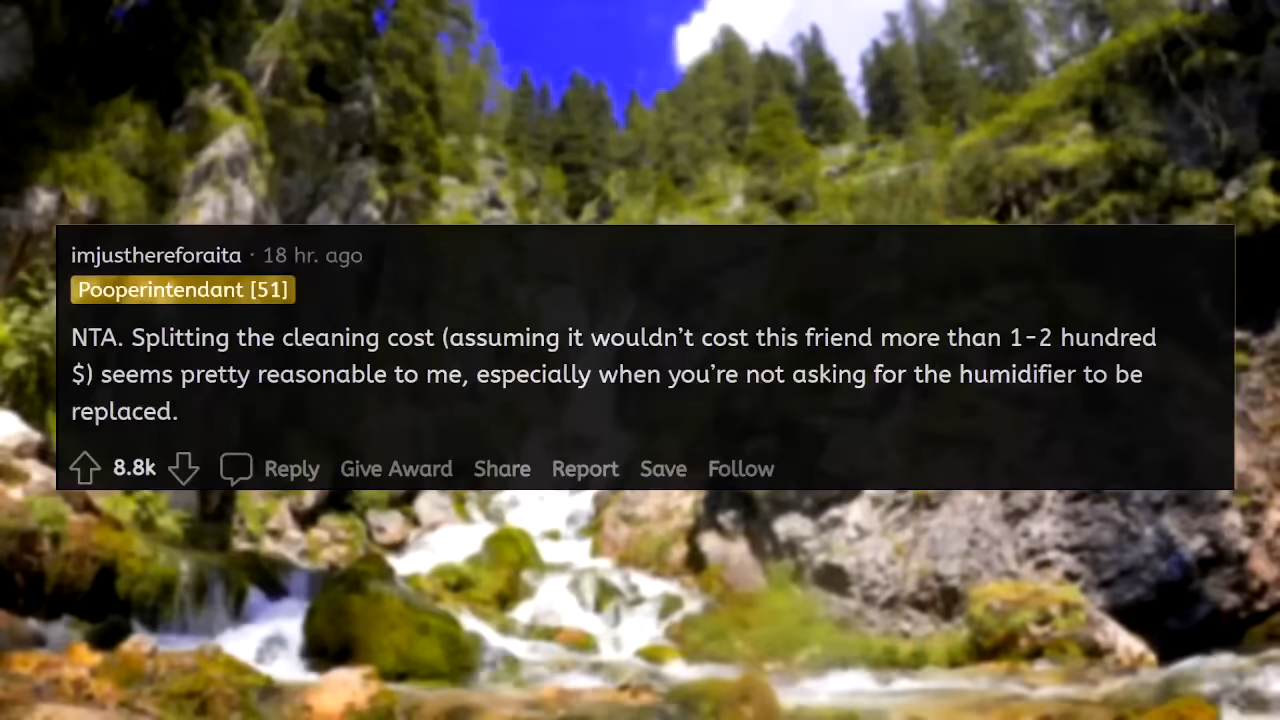 imjusthereforaita · 18 hr. ago
Pooperintendant [51]
NTA. Splitting the cleaning cost (assuming it wouldn't cost this friend more than 1-2 hundred
$) seems pretty reasonable to me, especially when you're not asking for the humidifier to be
replaced.
8.8k Reply Give Award Share Report Save Follow